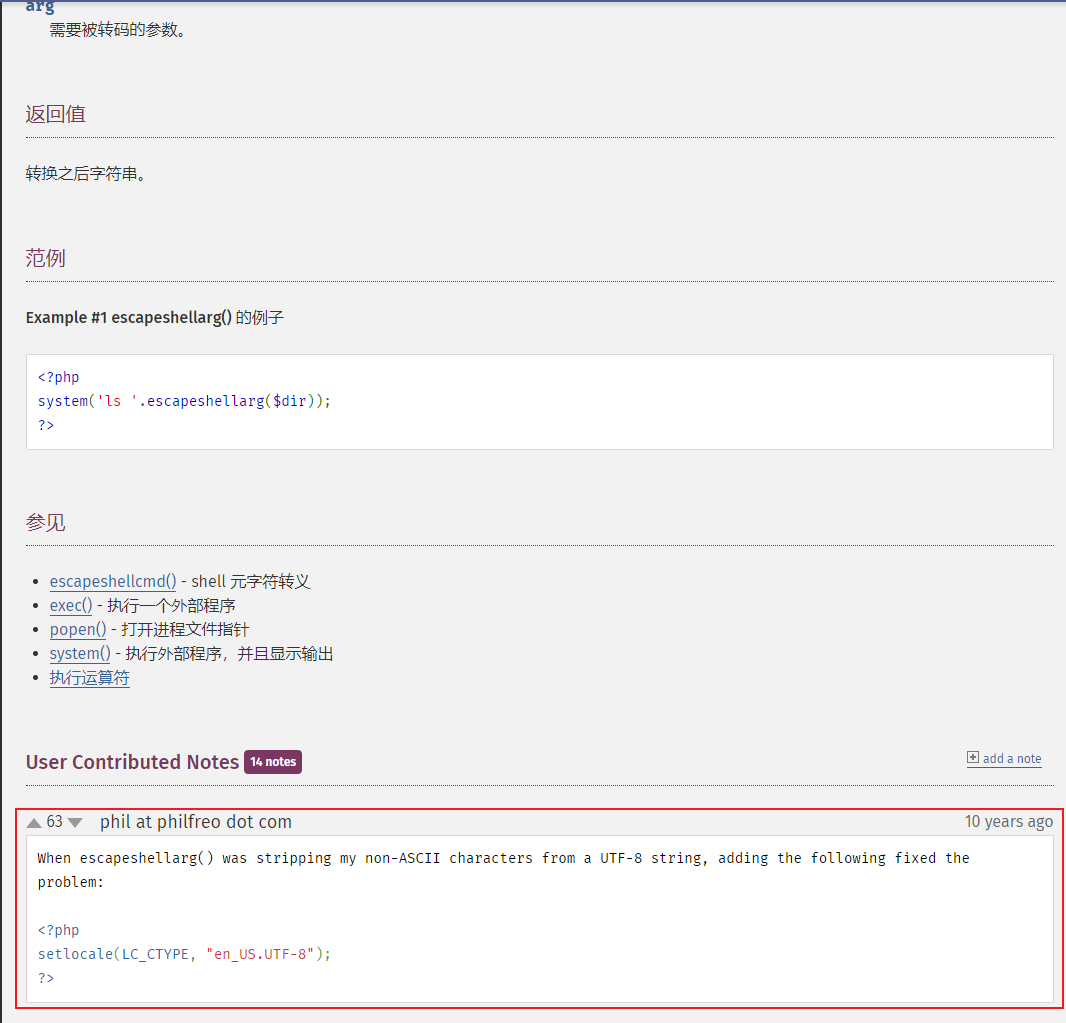 arg
需要被转码的参数。
返回值
转换之后字符串。
范例
Example #1 escapeshellarg() 的例子
<?php
system('ls '.escapeshellarg($dir));
?>
参见
escapeshellcmd() - shell 元字符转义
exec() - 执行一个外部程序
popen() - 打开进程文件指针
system() - 执行外部程序，并且显示输出
执行运算符
User Contributed Notes 14 notes
add a note
63 phil at philfreo dot com 10 years ago
When escapeshellarg() was stripping my non-ASCII characters from a UTF-8 string, adding the following fixed the
problem:
<?php
setlocale(LC_CTYPE, "en_US.UTF-8");
?>